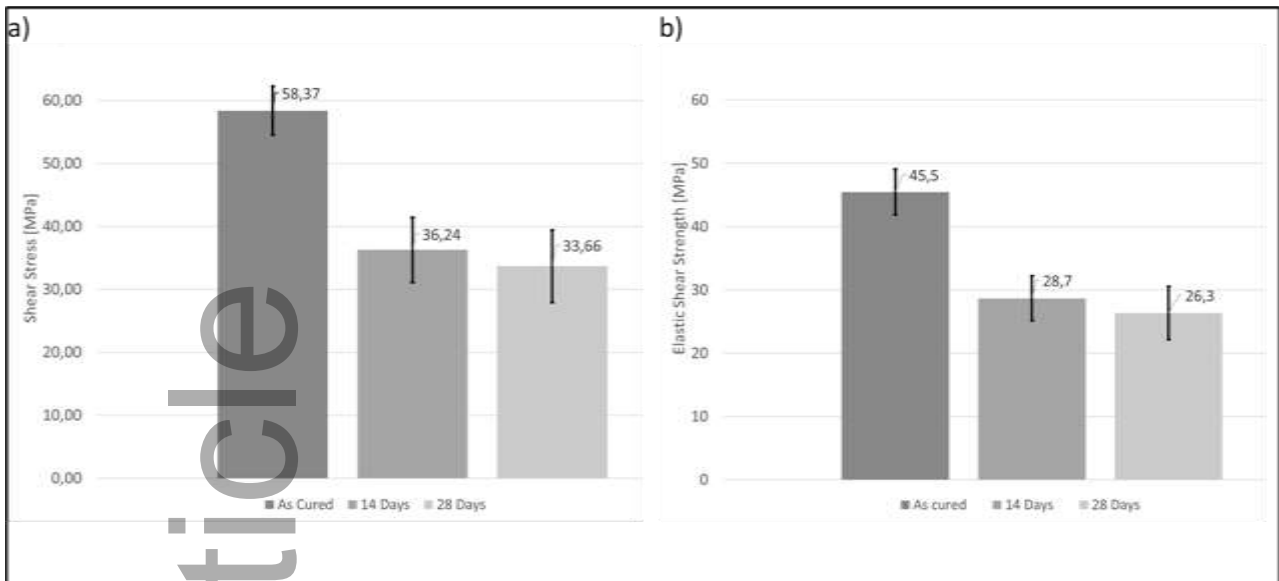 a)
Shear Stress [MPa]
60,00
50,00
40,00
30,00
20,00
10,00
0,00
58,37
36,24
33,66
As Cured 14 Days 28 Days
b)
Elastic Shear Strength [MPa]
60
50
40
30
20
10
0
45,5
28,7
26,3
As cured 14 Days 28 Days
ticle